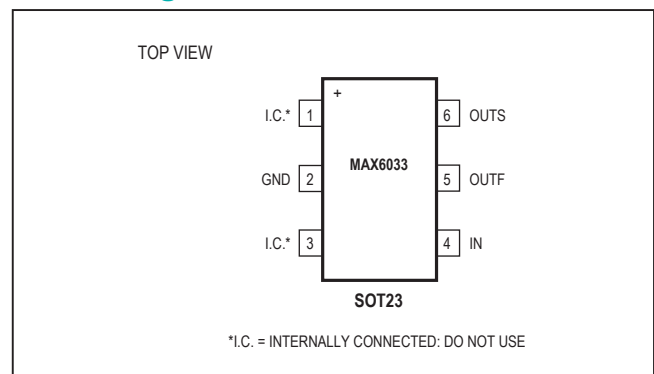 TOP VIEW
+
I.C.* 1 6 OUTS
GND 2 MAX6033 5 OUTF
I.C.* 3 4 IN
SOT23
*I.C. = INTERNALLY CONNECTED: DO NOT USE